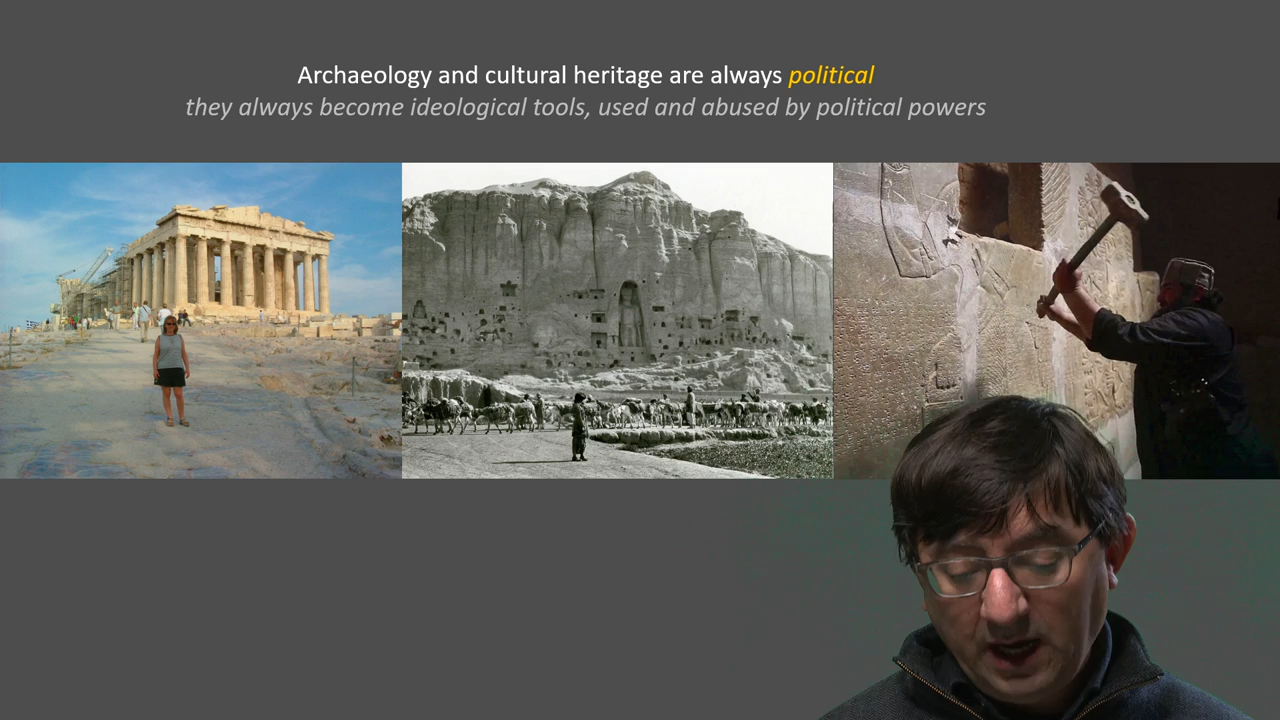 Archaeology and cultural heritage are always political
they always become ideological tools, used and abused by political powers